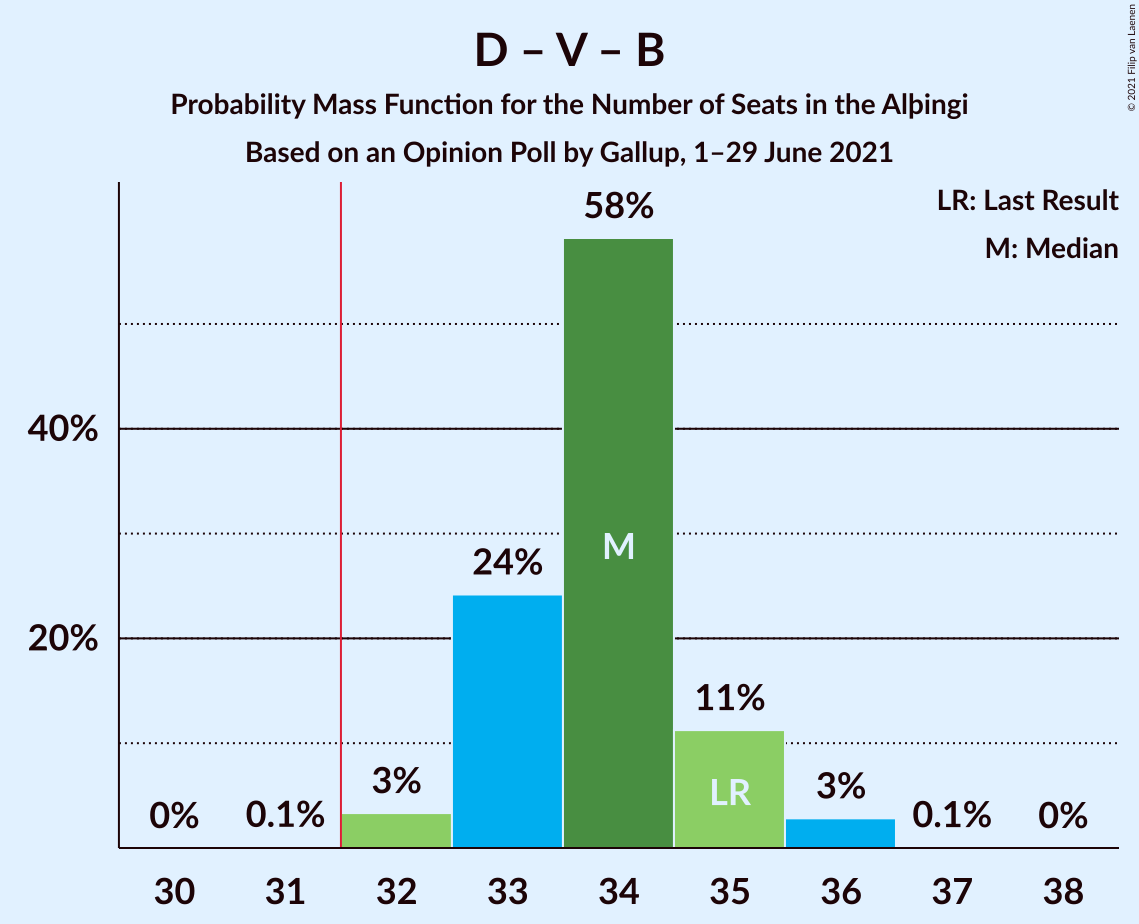 D – V – B
Probability Mass Function for the Number of Seats in the Alþingi
Based on an Opinion Poll by Gallup, 1–29 June 2021
© 2021 Filip van Laenen
LR: Last Result
M: Median
58%
40%
M
24%
20%
11%
LR
3%
3%
0%
0.1%
0.1%
0%
30
31
32
33
34
35
36
37
38